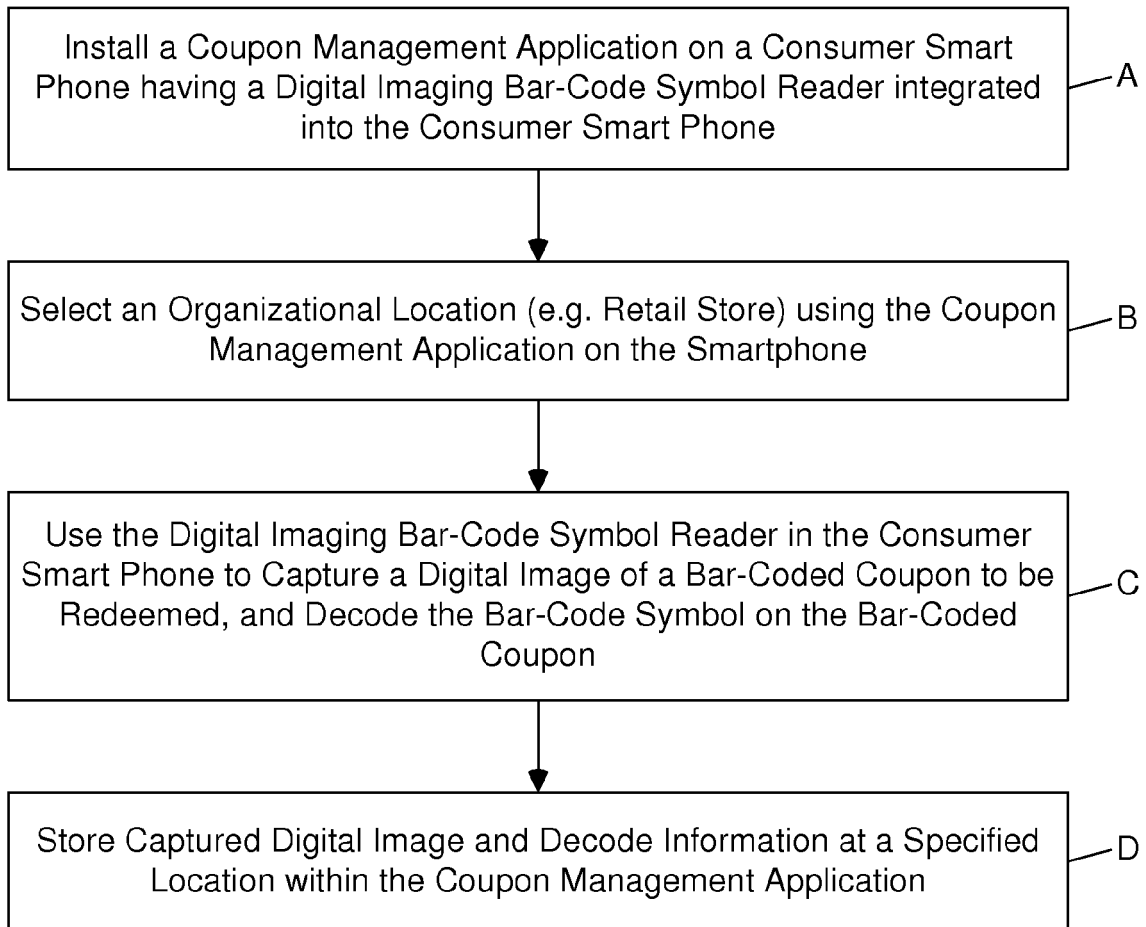 Install a Coupon Management Application on a Consumer Smart
Phone having a Digital Imaging Bar-Code Symbol Reader integrated
into the Consumer Smart Phone
A
Select an Organizational Location (e.g. Retail Store) using the Coupon
Management Application on the Smartphone
B
Use the Digital Imaging Bar-Code Symbol Reader in the Consumer
Smart Phone to Capture a Digital Image of a Bar-Coded Coupon to be
Redeemed, and Decode the Bar-Code Symbol on the Bar-Coded
Coupon
C
Store Captured Digital Image and Decode Information at a Specified
Location within the Coupon Management Application
D